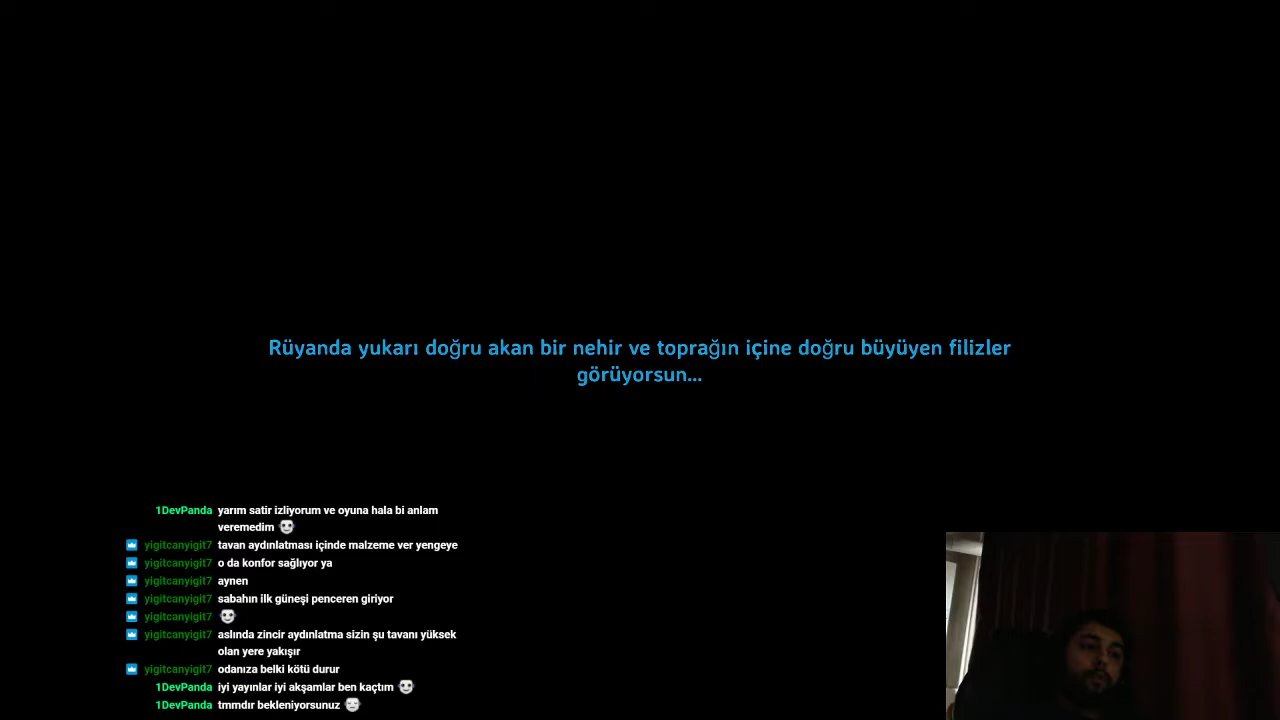 Rüyanda yukarı doğru akan bir nehir ve toprağın içine doğru büyüyen filizler
görüyorsun...
1DevPanda yarım satir izliyorum ve oyuna hala bi anlam
veremedim
yigitcanyigit7 tavan aydınlatması içinde malzeme ver yengeye
yigitcanyigit7 o da konfor sağlıyor ya
yigitcanyigit7 aynen
yigitcanyigit7 sabahın ilk güneşi penceren giriyor
yigitcanyigit7
yigitcanyigit7 aslında zincir aydınlatma sizin şu tavanı yüksek
olan yere yakışır
yigitcanyigit7 odanıza belki kötü durur
1DevPanda iyi yayınlar iyi akşamlar ben kaçtım
1DevPanda tmmdır bekleniyorsunuz